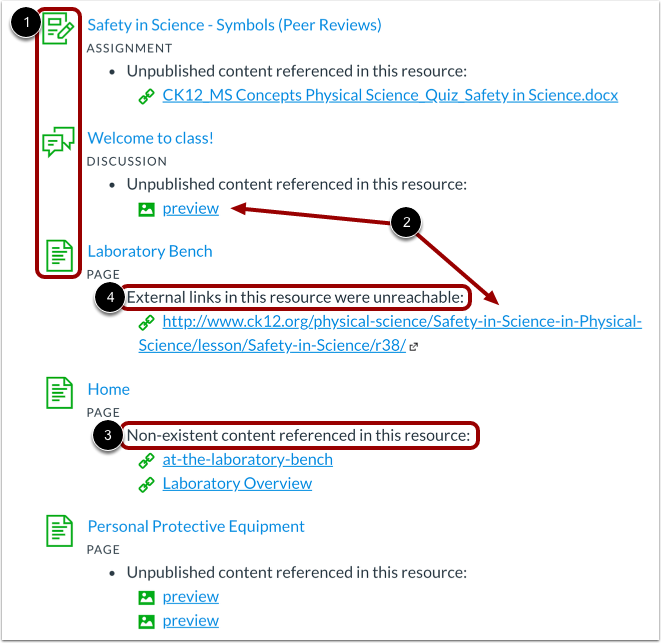 1
Safety in Science - Symbols (Peer Reviews)
ASSIGNMENT
• Unpublished content referenced in this resource:
CK12_MS Concepts Physical Science_Quiz_Safety in Science.docx
Welcome to class!
DISCUSSION
• Unpublished content referenced in this resource:
preview
2
Laboratory Bench
PAGE
4
External links in this resource were unreachable:
http://www.ck12.org/physical-science/Safety-in-Science-in-Physical-
Science/lesson/Safety-in-Science/r38/
Home
PAGE
3
Non-existent content referenced in this resource:
at-the-laboratory-bench
Laboratory Overview
Personal Protective Equipment
PAGE
• Unpublished content referenced in this resource:
preview
preview